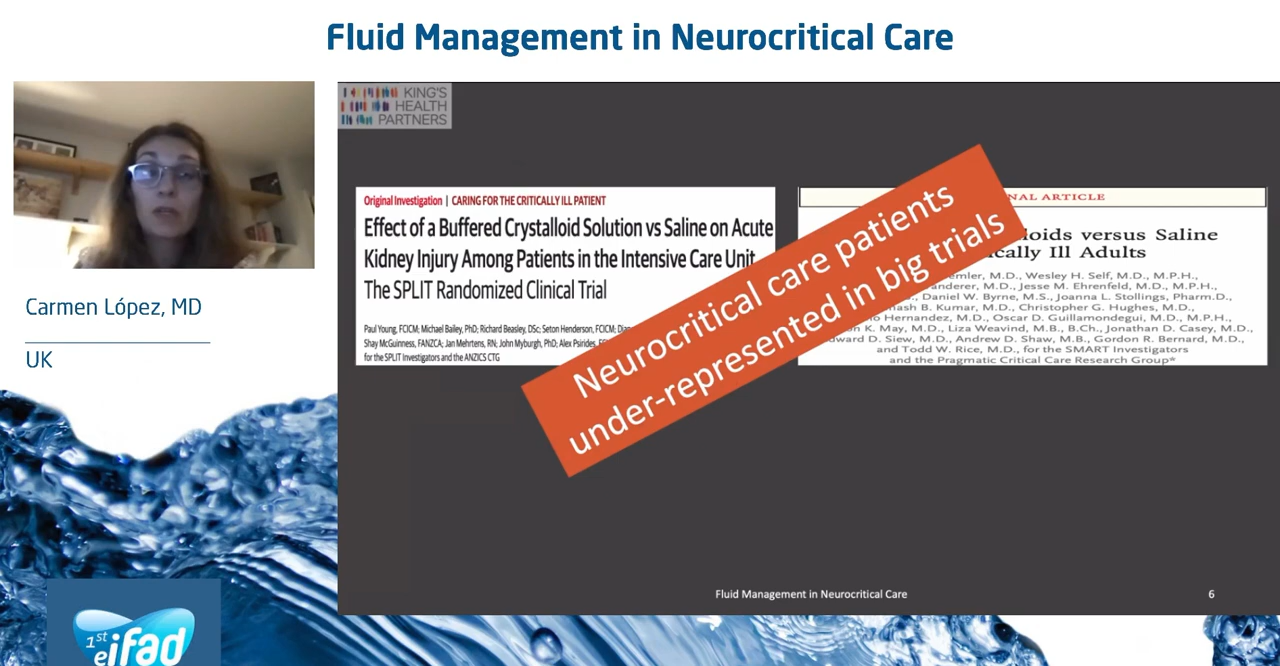 Fluid Management in Neurocritical Care
KING'S
HEALTH
PARTNERS
Carmen López, MD
UK
Original Investigation | CARING FOR THE CRITICALLY ILL PATIENT
Effect of a Buffered Crystalloid Solution vs Saline on Acute
Kidney Injury Among Patients in the Intensive Care Unit
The SPLIT Randomized Clinical Trial
Paul Young, FCICM; Michael Bailey, PhD; Richard Beasley, DSc; Seton Henderson, FCICM;
Shay McGuinness, FANZCA; Jan Mehrtens, RN; John Myburgh, PhD; Alex Psirides,
for the SPLIT Investigators and the ANZICS CTG
Neurocritical care patients
under-represented in big trials
ARTICLE
versus Saline
Ill Adults
M.D., Wesley H. Self, M.D., M.P.H.,
M.D., Jesse M. Ehrenfeld, M.D., M.P.H.,
Daniel W. Byrne, M.S., Joanna L. Stollings, Pharm.D.,
B. Kumar, M.D., Christopher G. Hughes, M.D.,
Hernandez, M.D., Oscar D. Guillamondegui, M.D., M.P.H.,
K. May, M.D., Liza Weavind, M.B., B.Ch., Jonathan D. Casey, M.D.,
D. Siew, M.D., Andrew D. Shaw, M.B., Gordon R. Bernard, M.D.,
and Todd W. Rice, M.D., for the SMART Investigators
and the Pragmatic Critical Care Research Group*
Fluid Management in Neurocritical Care
6
1st
eifad